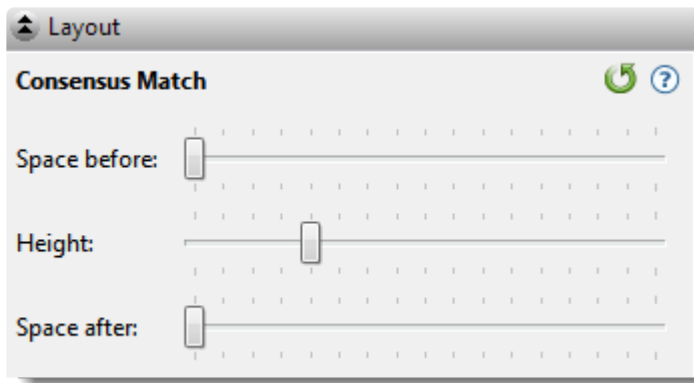 Layout
Consensus Match
Space before:
Height:
Space after: